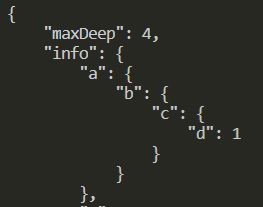 {
    "maxDeep": 4,
    "info": {
        "a": {
            "b": {
                "c": {
                    "d": 1
                }
            }
        },